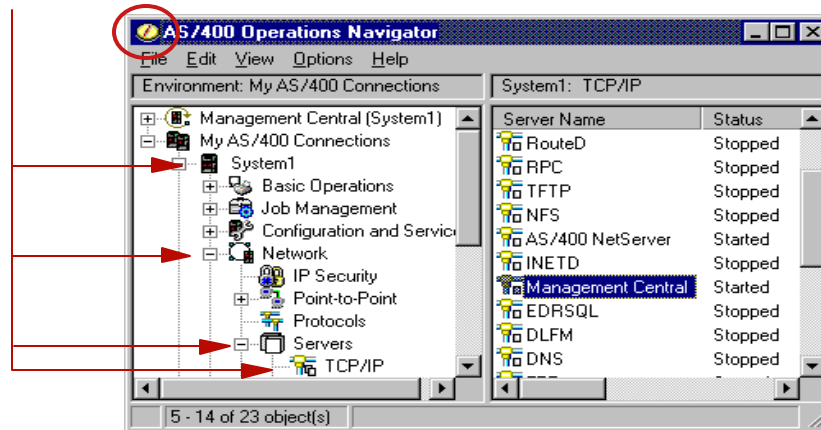 AS/400 Operations Navigator
File Edit View Options Help
Environment: My AS/400 Connections
System1: TCP/IP
Management Central (System1)
My AS/400 Connections
System1
Basic Operations
Job Management
Configuration and Servic
Network
IP Security
Point-to-Point
Protocols
Servers
TCP/IP
Server Name Status
RouteD Stopped
RPC Stopped
TFTP Stopped
NFS Stopped
AS/400 NetServer Started
INETD Stopped
Management Central Started
EDRSQL Stopped
DLFM Stopped
DNS Stopped
5 - 14 of 23 object(s)